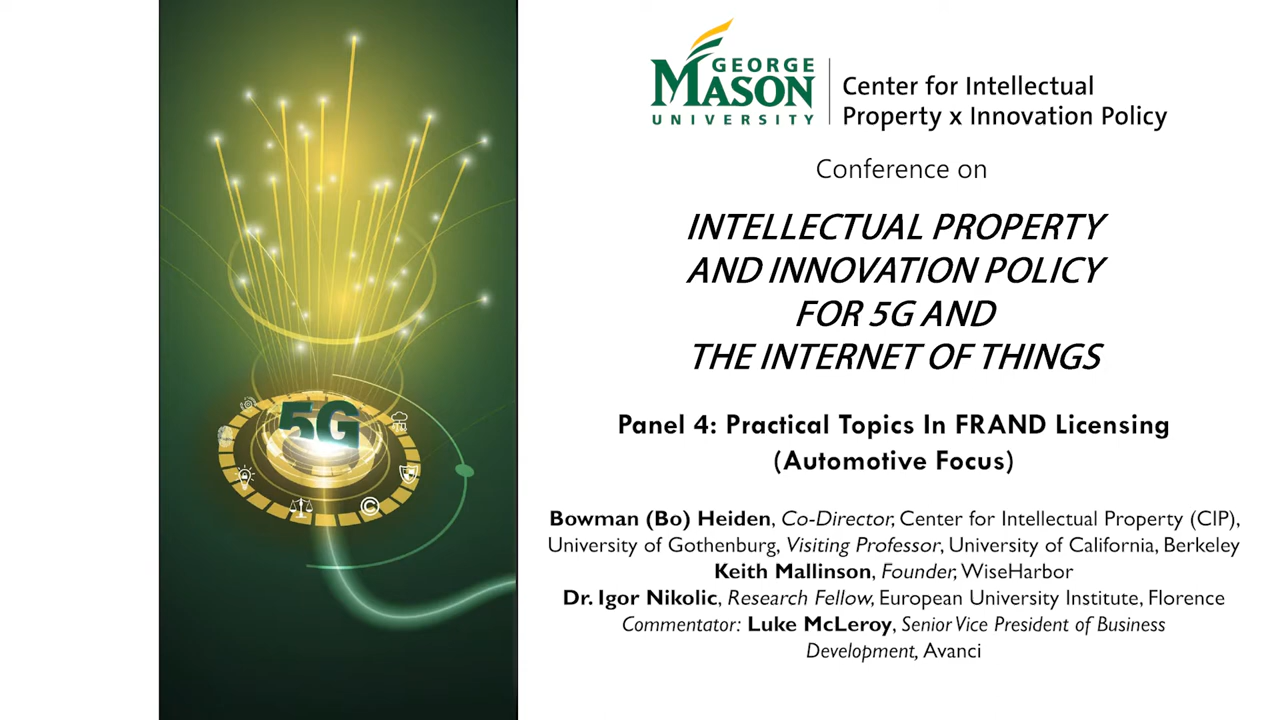 GEORGE
MASON
UNIVERSITY
Center for Intellectual
Property x Innovation Policy
Conference on
INTELLECTUAL PROPERTY
AND INNOVATION POLICY
FOR 5G AND
THE INTERNET OF THINGS
Panel 4: Practical Topics In FRAND Licensing
(Automotive Focus)
Bowman (Bo) Heiden, Co-Director, Center for Intellectual Property (CIP),
University of Gothenburg, Visiting Professor, University of California, Berkeley
Keith Mallinson, Founder, WiseHarbor
Dr. Igor Nikolic, Research Fellow, European University Institute, Florence
Commentator: Luke McLeroy, Senior Vice President of Business
Development, Avanci
5G
©